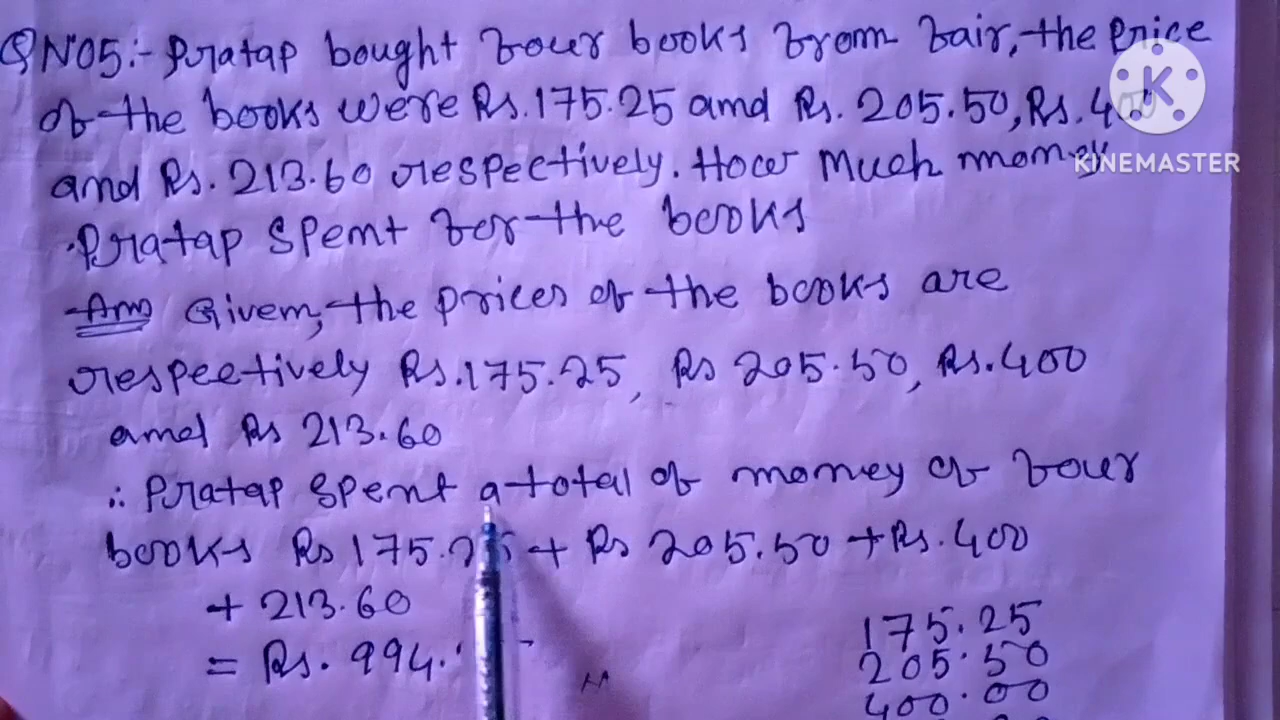 QN05:- Pratap bought four books from fair, the price
of the books were Rs. 175.25 and Rs. 205.50, Rs. 400
and Rs. 213.60 respectively. How Much money
Pratap spent for the books
Ans Given, the prices of the books are
respectively Rs. 175.25, Rs 205.50, Rs. 400
and Rs 213.60
∴ Pratap spent a total of money of four
books Rs 175.25 + Rs 205.50 + Rs. 400
+ 213.60
= Rs. 994.
175.25
205.50
400.00
K
KINEMASTER